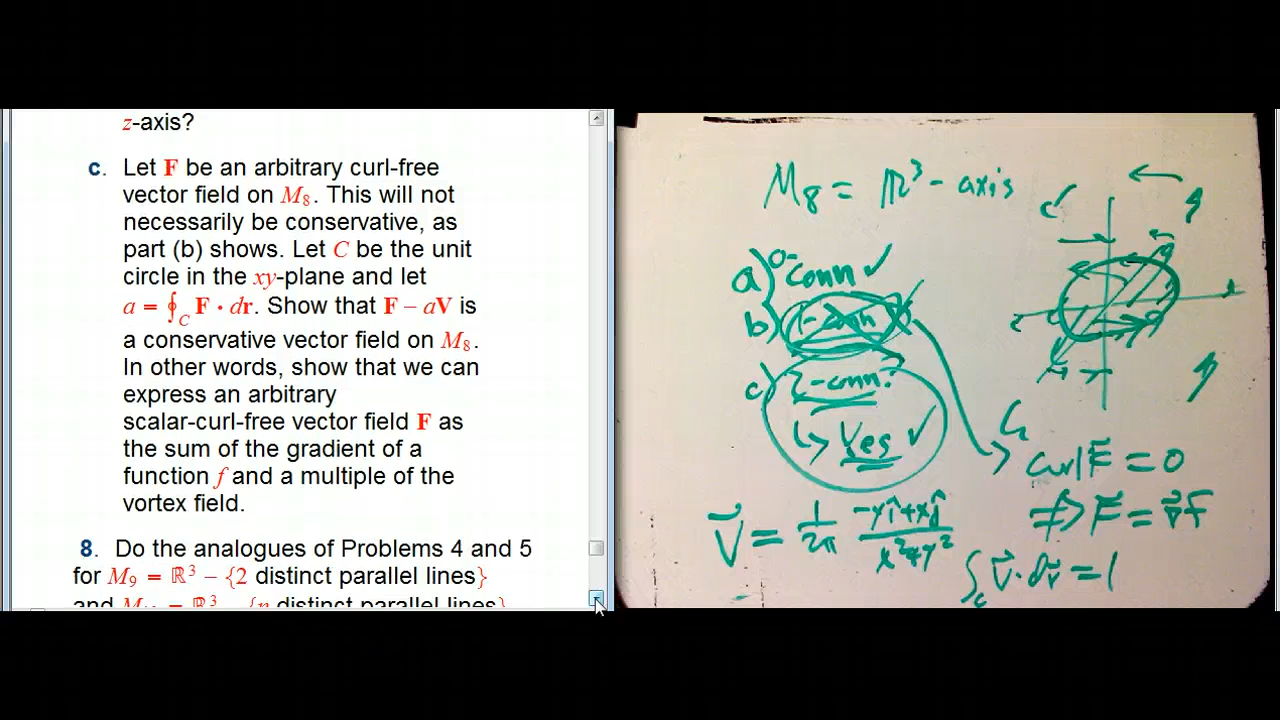 z-axis?
c. Let F be an arbitrary curl-free
vector field on M₈. This will not
necessarily be conservative, as
part (b) shows. Let C be the unit
circle in the xy-plane and let
a = ∮_C F · dr. Show that F – aV is
a conservative vector field on M₈.
In other words, show that we can
express an arbitrary
scalar-curl-free vector field F as
the sum of the gradient of a
function f and a multiple of the
vortex field.
8. Do the analogues of Problems 4 and 5
for M₉ = ℝ³ – {2 distinct parallel lines}
M₈ = ℝ³ - axis
a) 0-conn ✓
b) 1-conn
c) 2-conn?
↳ Yes ✓
↳ curl F⃗ = 0
⇏ F⃗ = ∇⃗f
V⃗ = 1/2π (-yî+xĵ)/(x²+y²)
∫_C V⃗·dr⃗ = 1